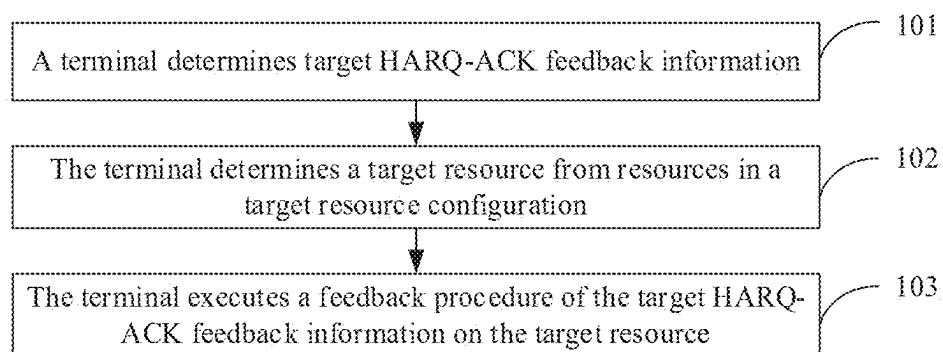 101
A terminal determines target HARQ-ACK feedback information
102
The terminal determines a target resource from resources in a
target resource configuration
103
The terminal executes a feedback procedure of the target HARQ-
ACK feedback information on the target resource